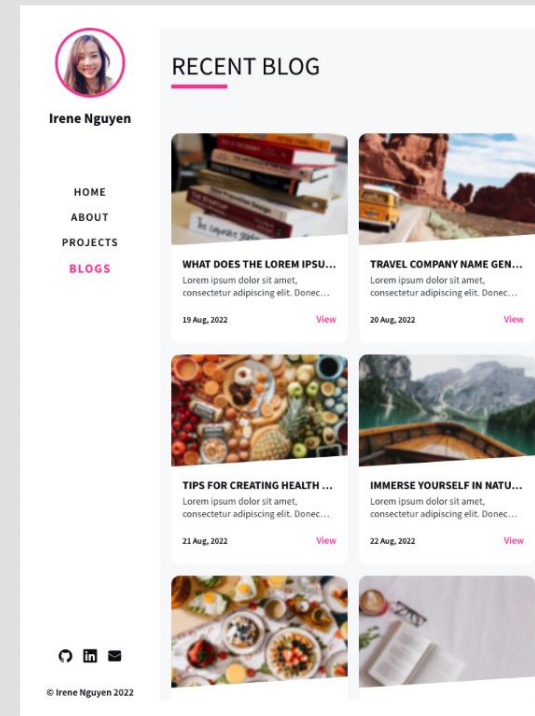 Irene Nguyen
HOME
ABOUT
PROJECTS
BLOGS
© Irene Nguyen 2022
RECENT BLOG
WHAT DOES THE LOREM IPSU...
Lorem ipsum dolor sit amet,
consectetur adipiscing elit. Donec...
19 Aug, 2022
View
TRAVEL COMPANY NAME GEN...
Lorem ipsum dolor sit amet,
consectetur adipiscing elit. Donec...
20 Aug, 2022
View
TIPS FOR CREATING HEALTH ...
Lorem ipsum dolor sit amet,
consectetur adipiscing elit. Donec...
21 Aug, 2022
View
IMMERSE YOURSELF IN NATU...
Lorem ipsum dolor sit amet,
consectetur adipiscing elit. Donec...
22 Aug, 2022
View